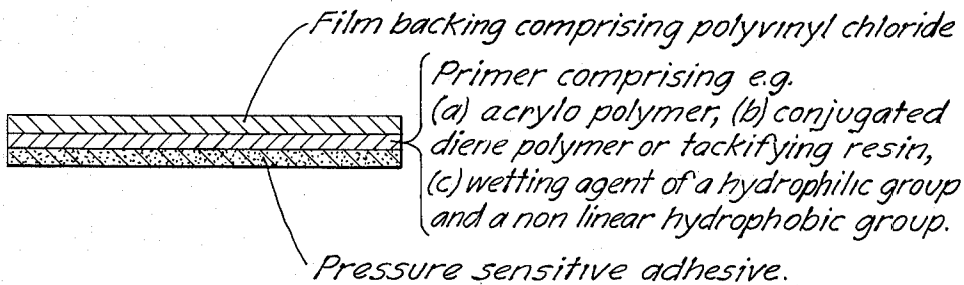 Film backing comprising polyvinyl chloride
Primer comprising e.g.
(a) acrylo polymer, (b) conjugated
diene polymer or tackifying resin,
(c) wetting agent of a hydrophilic group
and a non linear hydrophobic group.
Pressure sensitive adhesive.